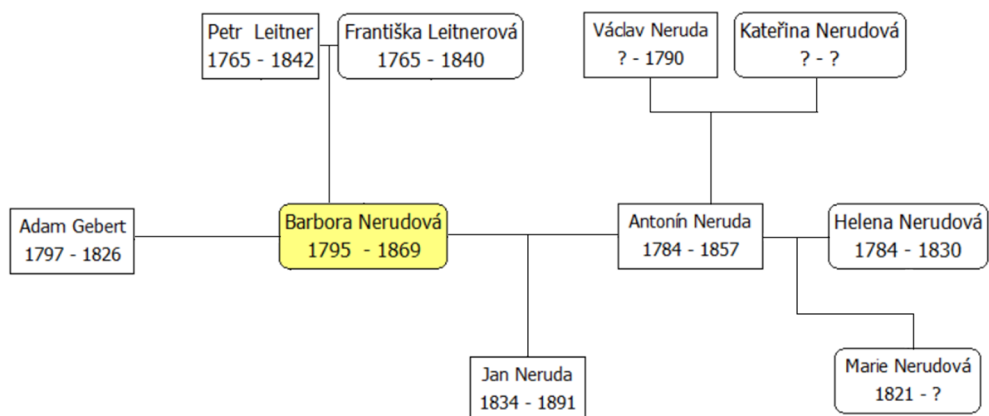 Petr Leitner
1765 - 1842
Františka Leitnerová
1765 - 1840
Václav Neruda
? - 1790
Kateřina Nerudová
? - ?
Adam Gebert
1797 - 1826
Barbora Nerudová
1795 - 1869
Antonín Neruda
1784 - 1857
Helena Nerudová
1784 - 1830
Jan Neruda
1834 - 1891
Marie Nerudová
1821 - ?